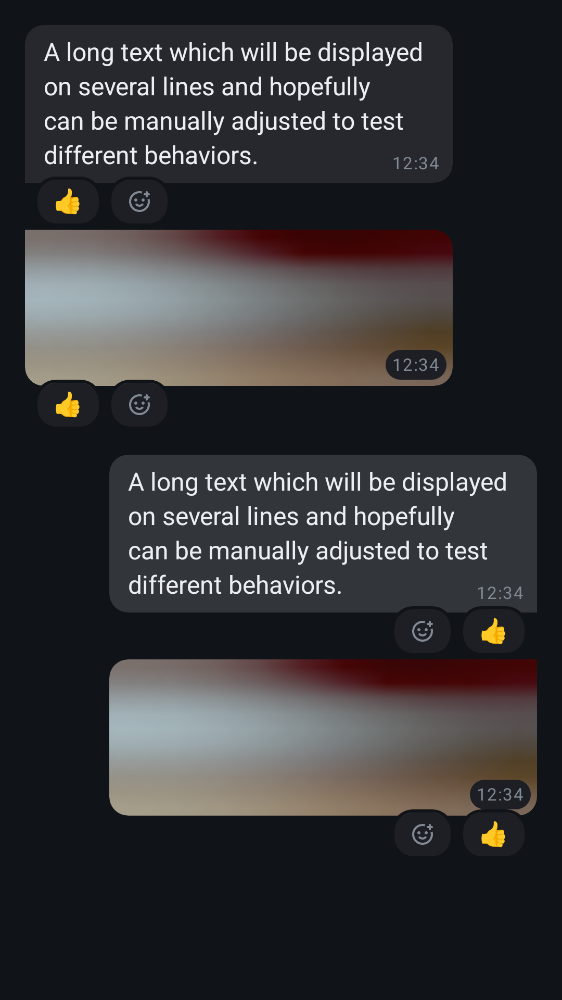 A long text which will be displayed
on several lines and hopefully
can be manually adjusted to test
different behaviors.
12:34
12:34
A long text which will be displayed
on several lines and hopefully
can be manually adjusted to test
different behaviors.
12:34
12:34